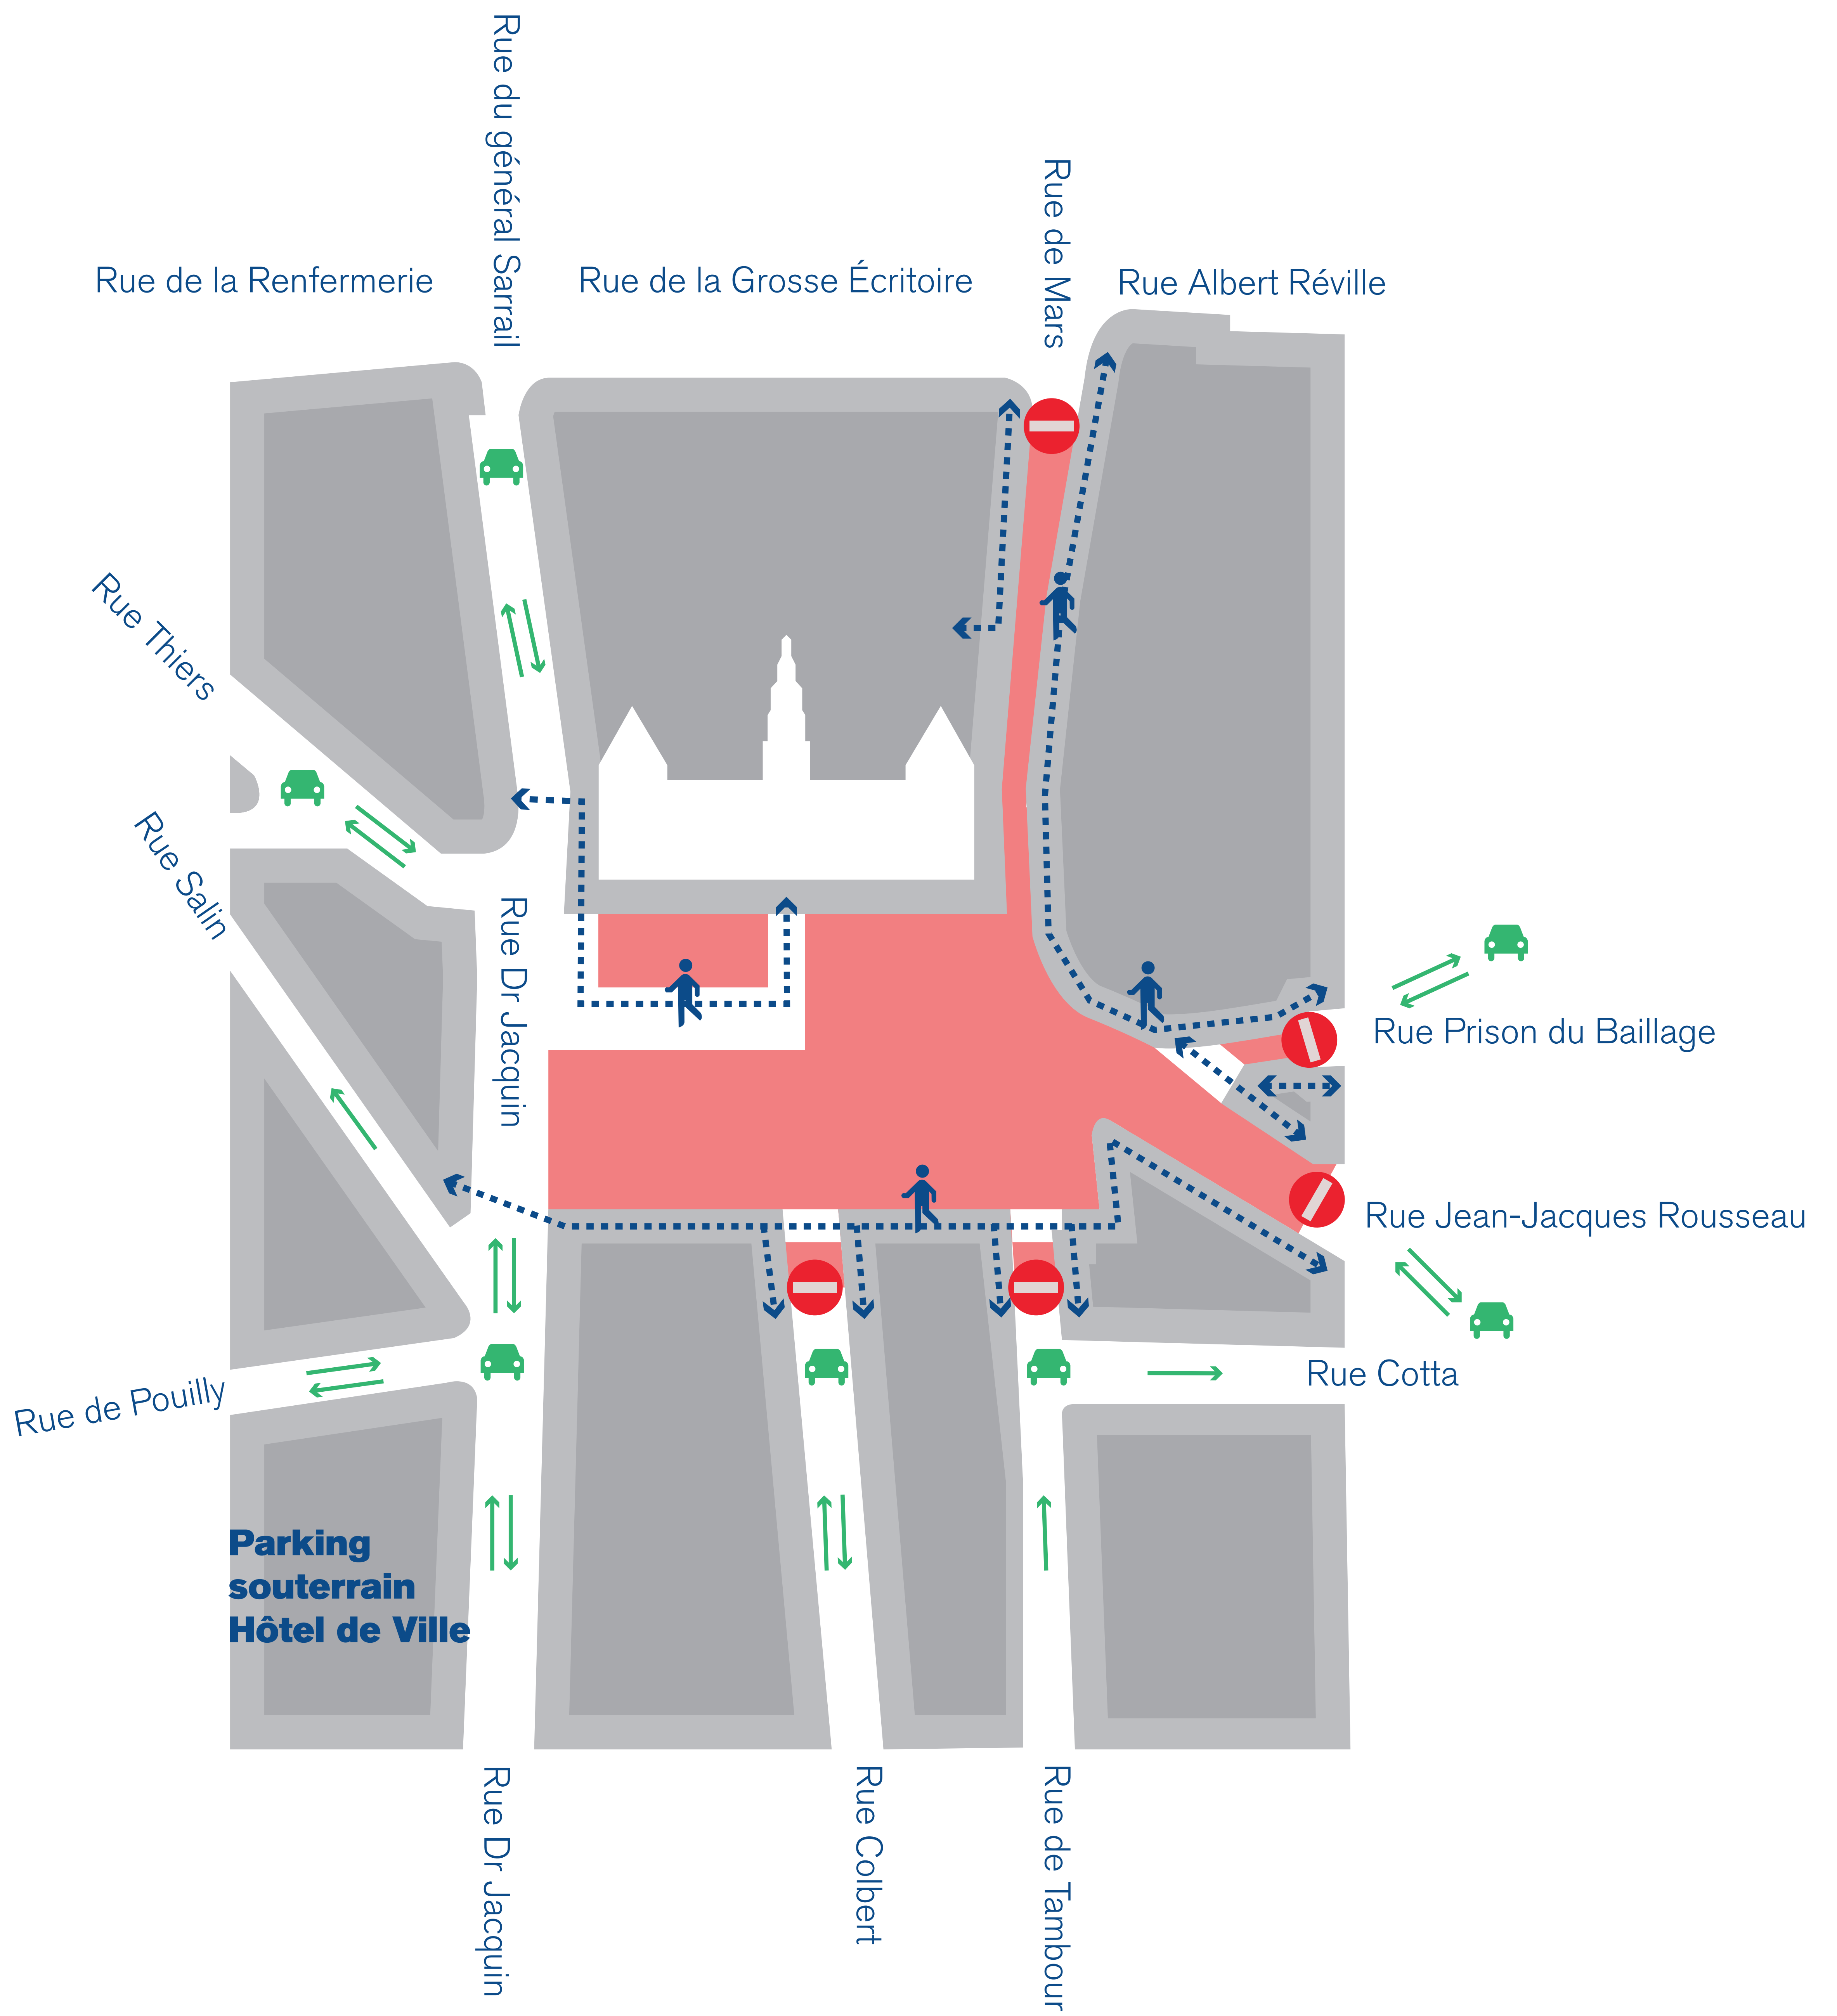 Rue du général Sarrail
Rue de Mars
Rue de la Renfermerie
Rue de la Grosse Écritoire
Rue Albert Réville
Rue Thiers
Rue Salin
Rue Dr Jacquin
Rue Prison du Baillage
Rue Jean-Jacques Rousseau
Rue de Pouilly
Rue Cotta
Parking
souterrain
Hôtel de Ville
Rue Dr Jacquin
Rue Colbert
Rue de Tambour